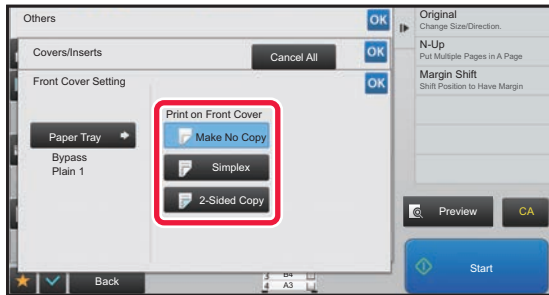 Others
OK
Covers/Inserts
Cancel All
OK
Front Cover Setting
OK
Print on Front Cover
Paper Tray
Bypass
Plain 1
Make No Copy
Simplex
2-Sided Copy
Back
3 B4
4 A3
Original
Change Size/Direction.
N-Up
Put Multiple Pages in A Page
Margin Shift
Shift Position to Have Margin
Preview
CA
Start